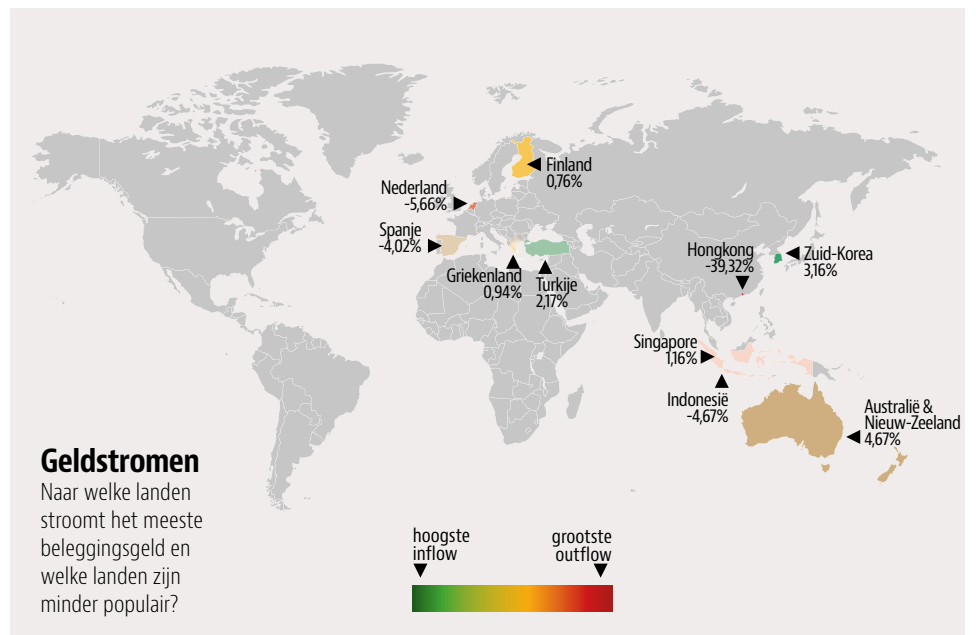 Finland
0,76%
Nederland
-5,66%
Spanje
-4,02%
Griekenland
0,94%
Turkije
2,17%
Hongkong
-39,32%
Zuid-Korea
3,16%
Singapore
1,16%
Indonesië
-4,67%
Australië &
Nieuw-Zeeland
4,67%
Geldstromen
Naar welke landen
stroomt het meeste
beleggingsgeld en
welke landen zijn
minder populair?
hoogste
inflow
grootste
outflow